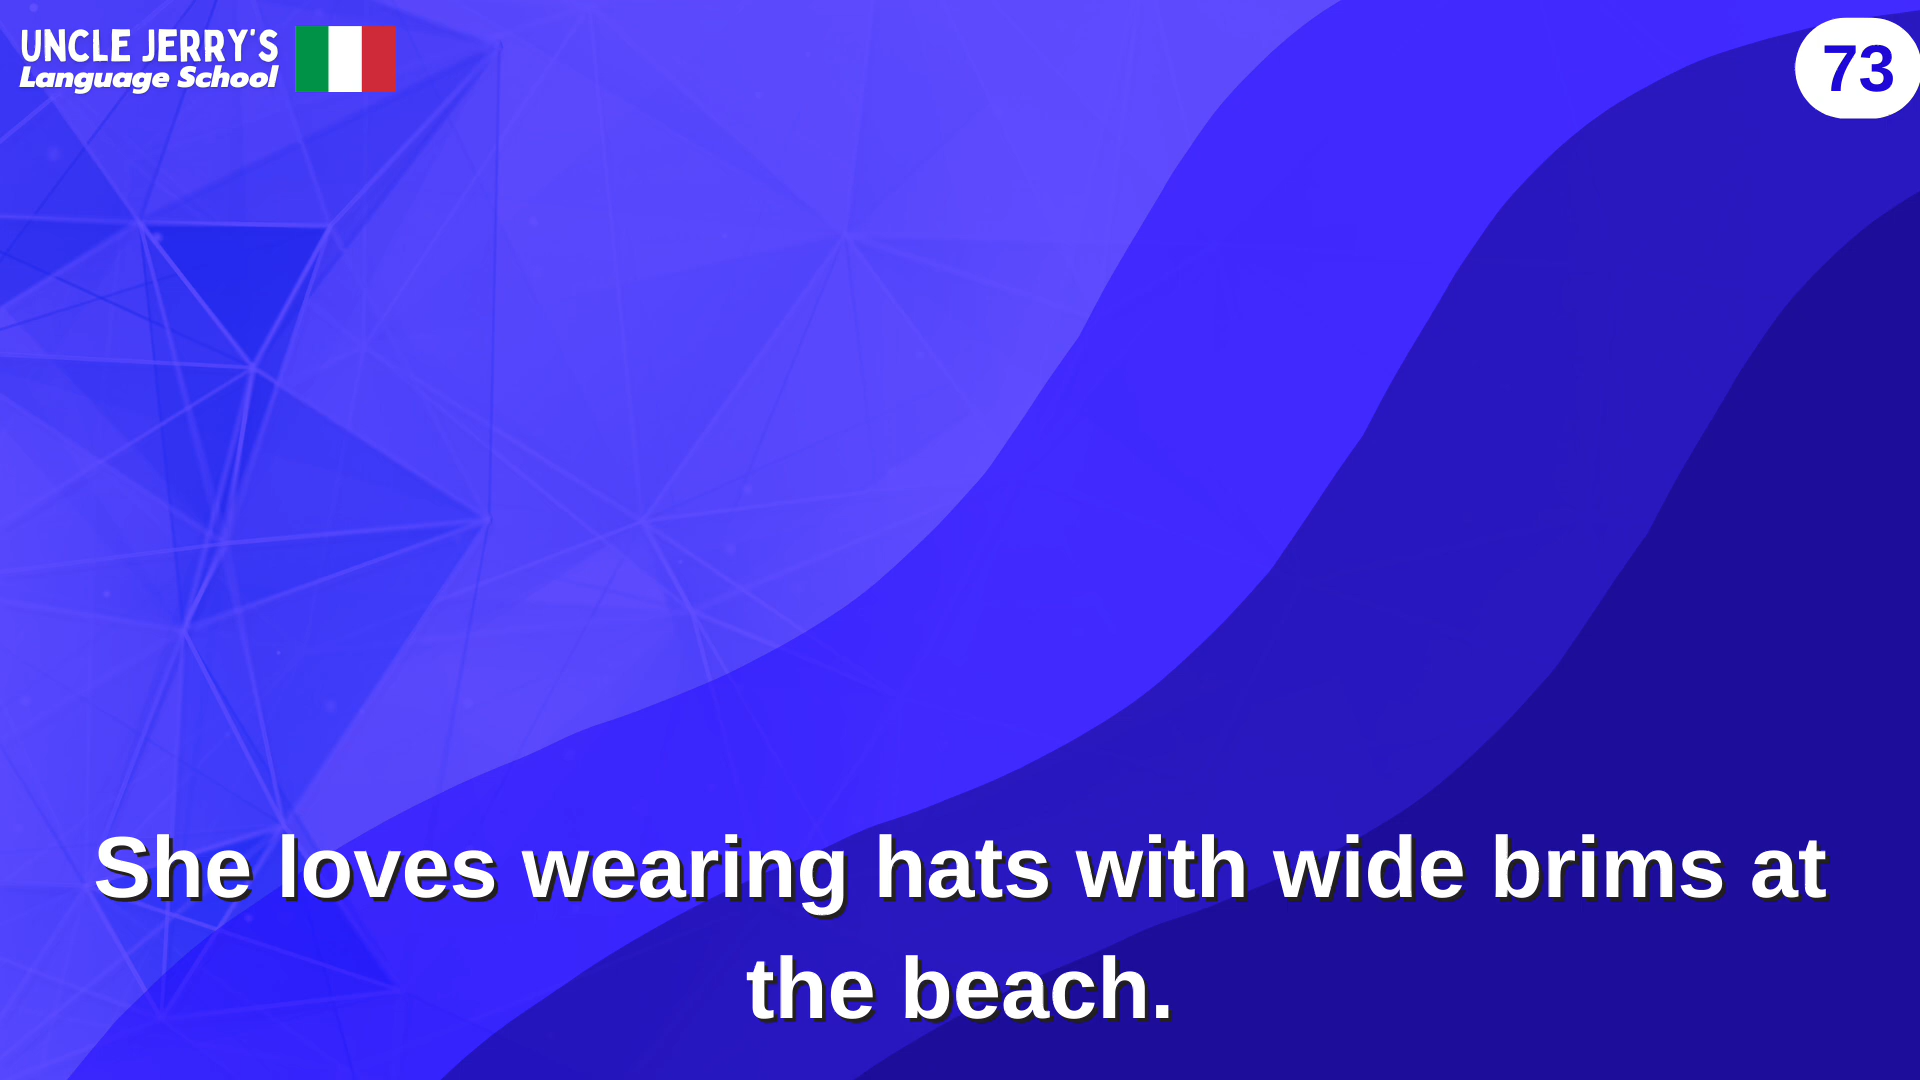 UNCLE JERRY'S
Language School
73
She loves wearing hats with wide brims at
the beach.